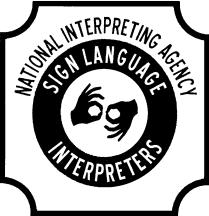 NATIONAL INTERPRETING AGENCY
SIGN LANGUAGE
INTERPRETERS